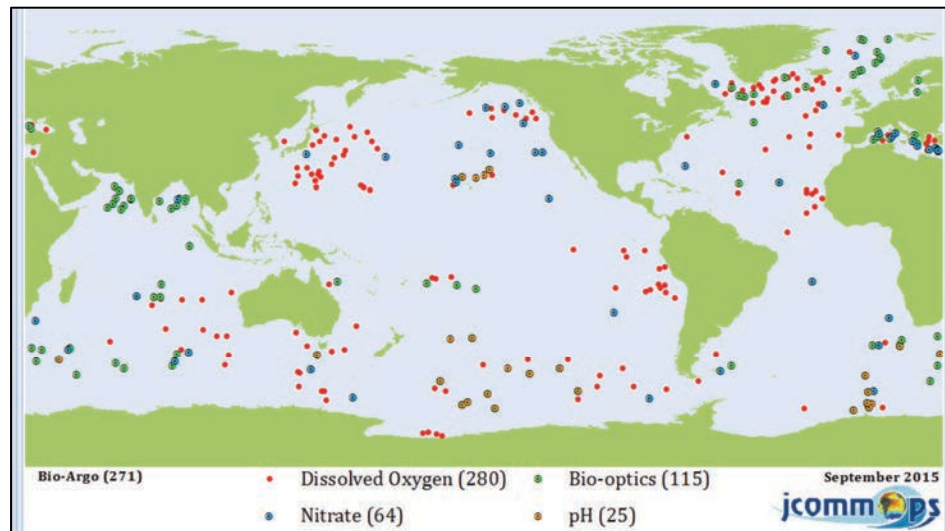 Bio-Argo (271)
Dissolved Oxygen (280)
Bio-optics (115)
September 2015
Nitrate (64)
pH (25)
jcommops